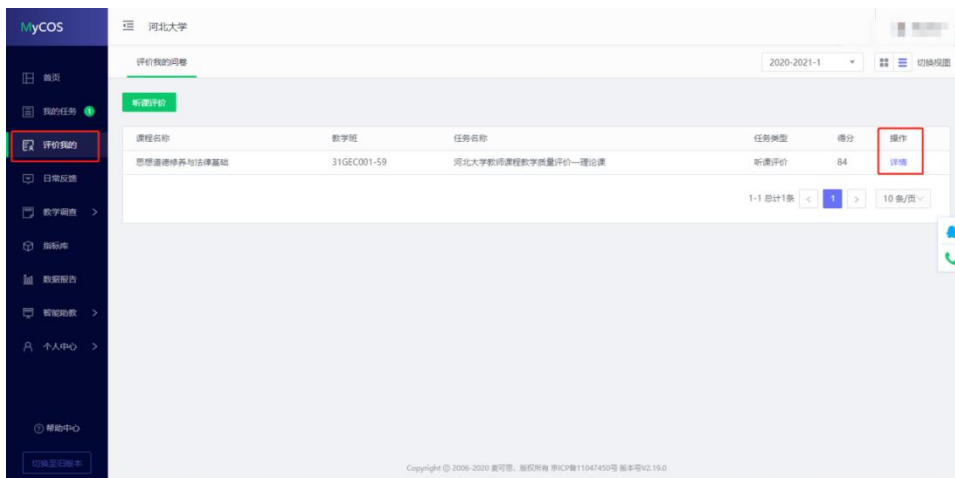 MyCOS
河北大学
首页
我的任务 1
评价我的
日常反馈
教学调查 >
指标库
数据报告
智能助教 >
个人中心 >
帮助中心
切换至旧版本
评价我的问卷
2020-2021-1
切换视图
听课评价
课程名称 教学班 任务名称 任务类型 得分 操作
思想道德修养与法律基础 31GEC001-59 河北大学教师课程教学质量评价—理论课 听课评价 84 详情
1-1 总计1条 < 1 > 10 条/页
Copyright © 2006-2020 麦可思，版权所有 京ICP备11047450号 版本号V2.19.0